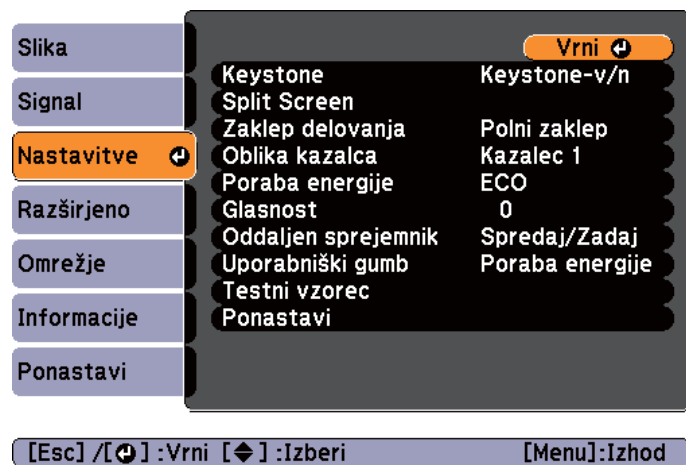 Slika
Signal
Nastavitve
Razširjeno
Omrežje
Informacije
Ponastavi
Vrni
Keystone Keystone-v/n
Split Screen
Zaklep delovanja Polni zaklep
Oblika kazalca Kazalec 1
Poraba energije ECO
Glasnost 0
Oddaljen sprejemnik Spredaj/Zadaj
Uporabniški gumb Poraba energije
Testni vzorec
Ponastavi
[Esc] /[⏎] :Vrni [◆] :Izberi [Menu]:Izhod